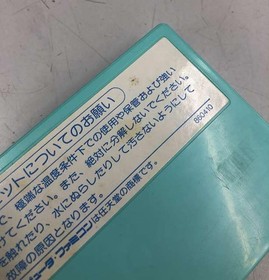 ットについてのお願い
で、極端な温度条件下での使用や保管および強い
けてください。また、絶対に分解しないでください。
を触れたり、水にぬらしたりして汚さないようにして
故障の原因となります。
ュータ ファミコンは任天堂の商標です。
860410